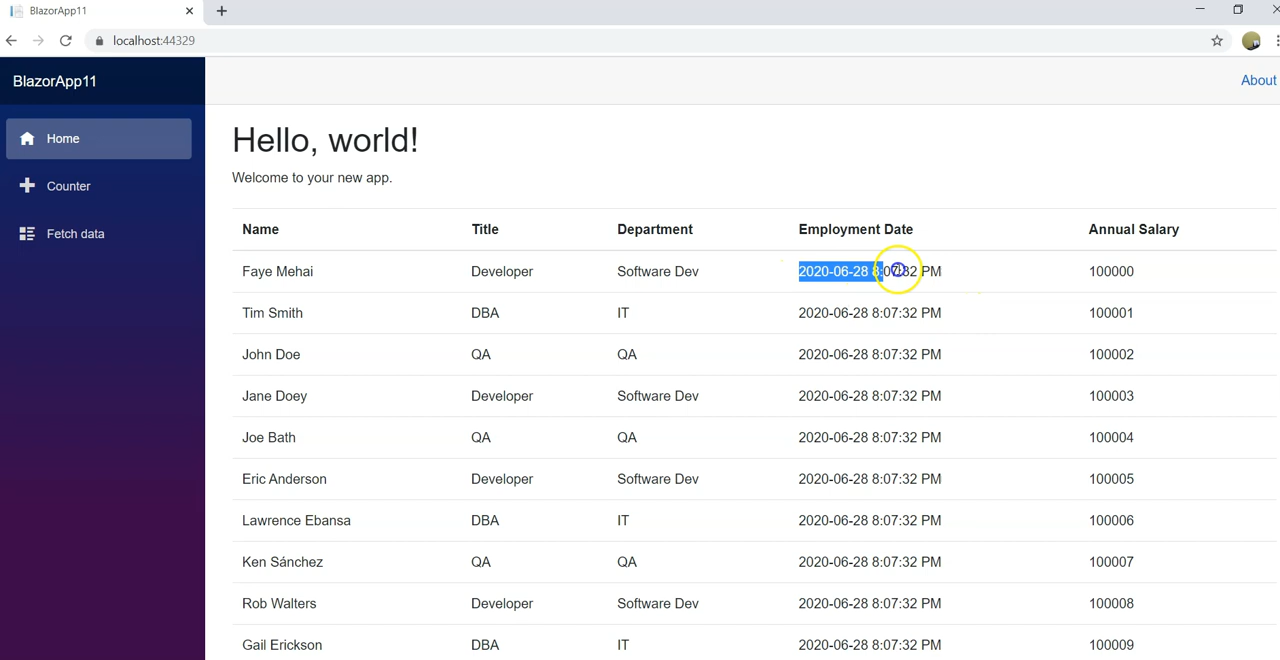 BlazorApp11
localhost:44329
BlazorApp11
About
Home
Counter
Fetch data
Hello, world!
Welcome to your new app.
Name Title Department Employment Date Annual Salary
Faye Mehai Developer Software Dev 2020-06-28 8:07:32 PM 100000
Tim Smith DBA IT 2020-06-28 8:07:32 PM 100001
John Doe QA QA 2020-06-28 8:07:32 PM 100002
Jane Doey Developer Software Dev 2020-06-28 8:07:32 PM 100003
Joe Bath QA QA 2020-06-28 8:07:32 PM 100004
Eric Anderson Developer Software Dev 2020-06-28 8:07:32 PM 100005
Lawrence Ebansa DBA IT 2020-06-28 8:07:32 PM 100006
Ken Sánchez QA QA 2020-06-28 8:07:32 PM 100007
Rob Walters Developer Software Dev 2020-06-28 8:07:32 PM 100008
Gail Erickson DBA IT 2020-06-28 8:07:32 PM 100009